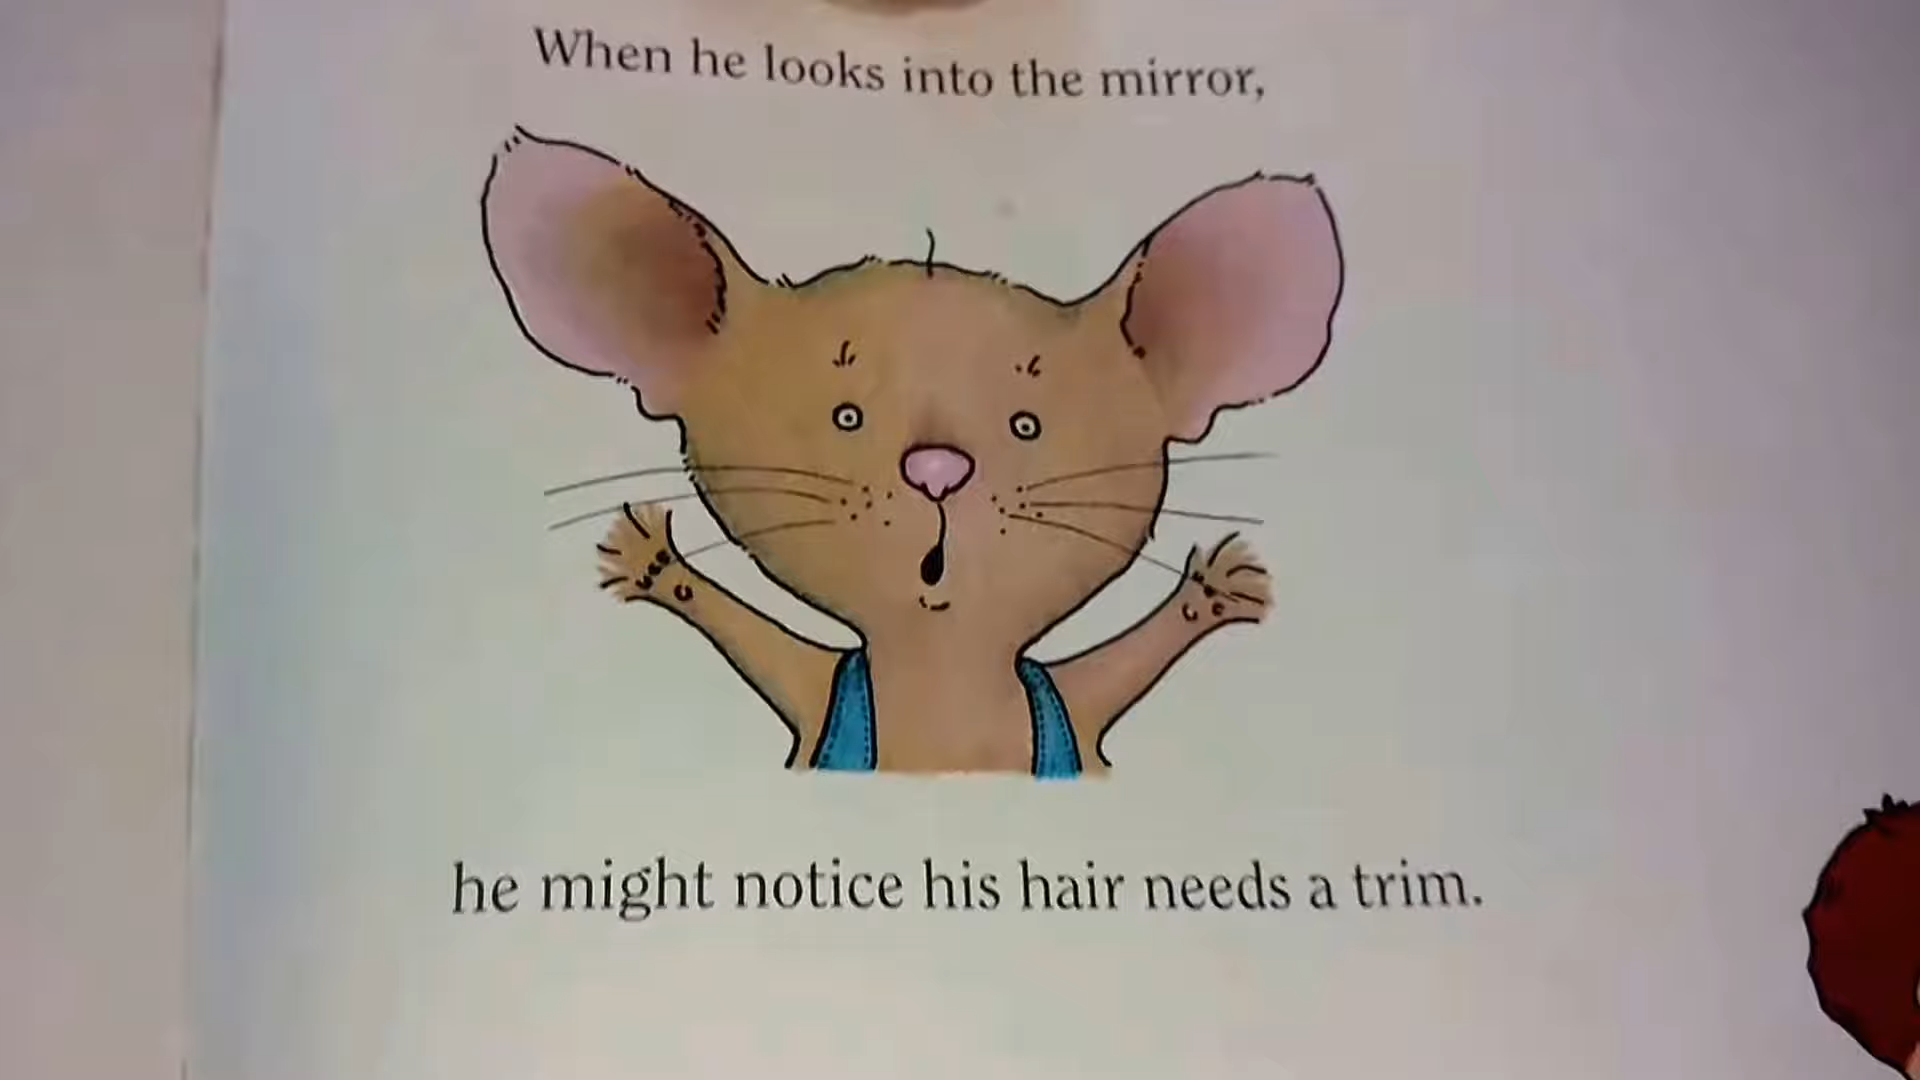 When he looks into the mirror,
he might notice his hair needs a trim.